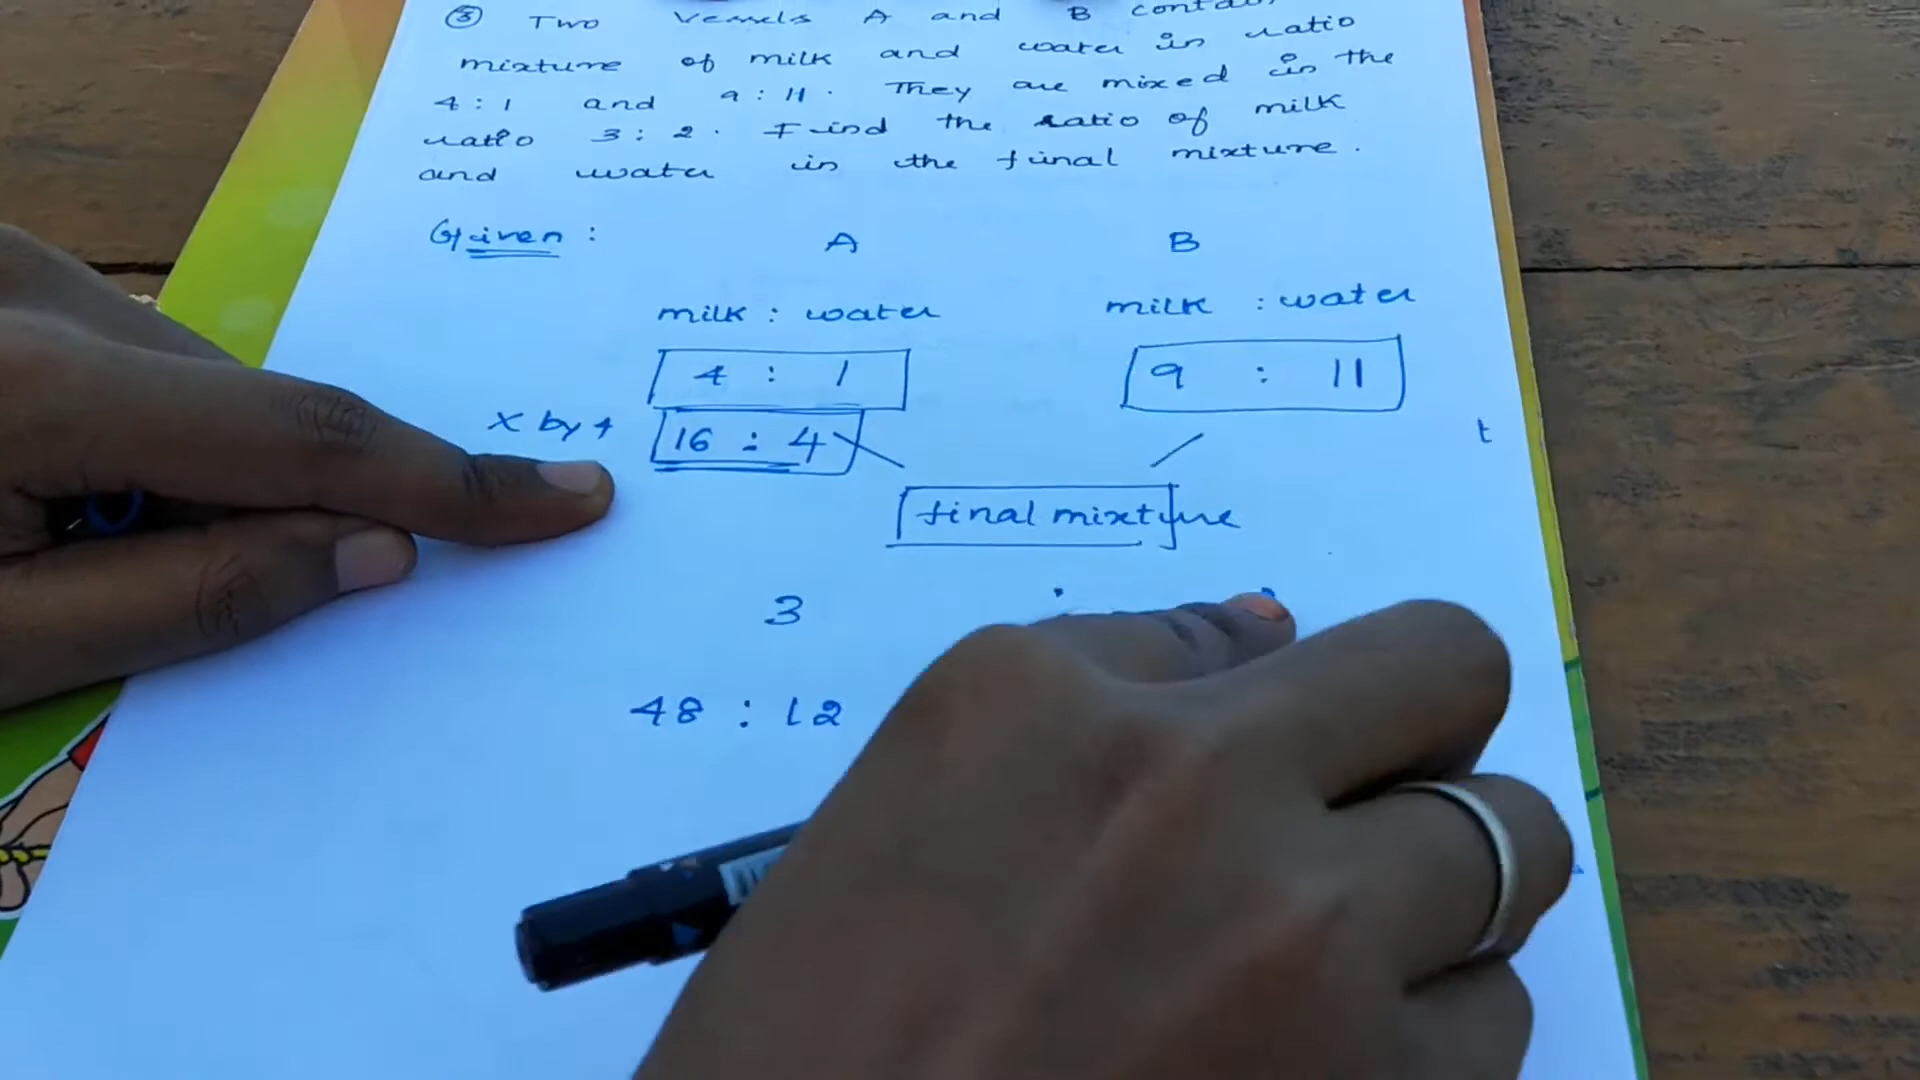 ③ Two Vessels A and B
mixture of milk and water in ratio
4 : 1 and 9 : 11. They are mixed in the
ratio 3 : 2. Find the ratio of milk
and water in the final mixture.
Given : A B
milk : water milk : water
4 : 1 9 : 11
X by 4 16 : 4 t
final mixture
3 :
48 : 12